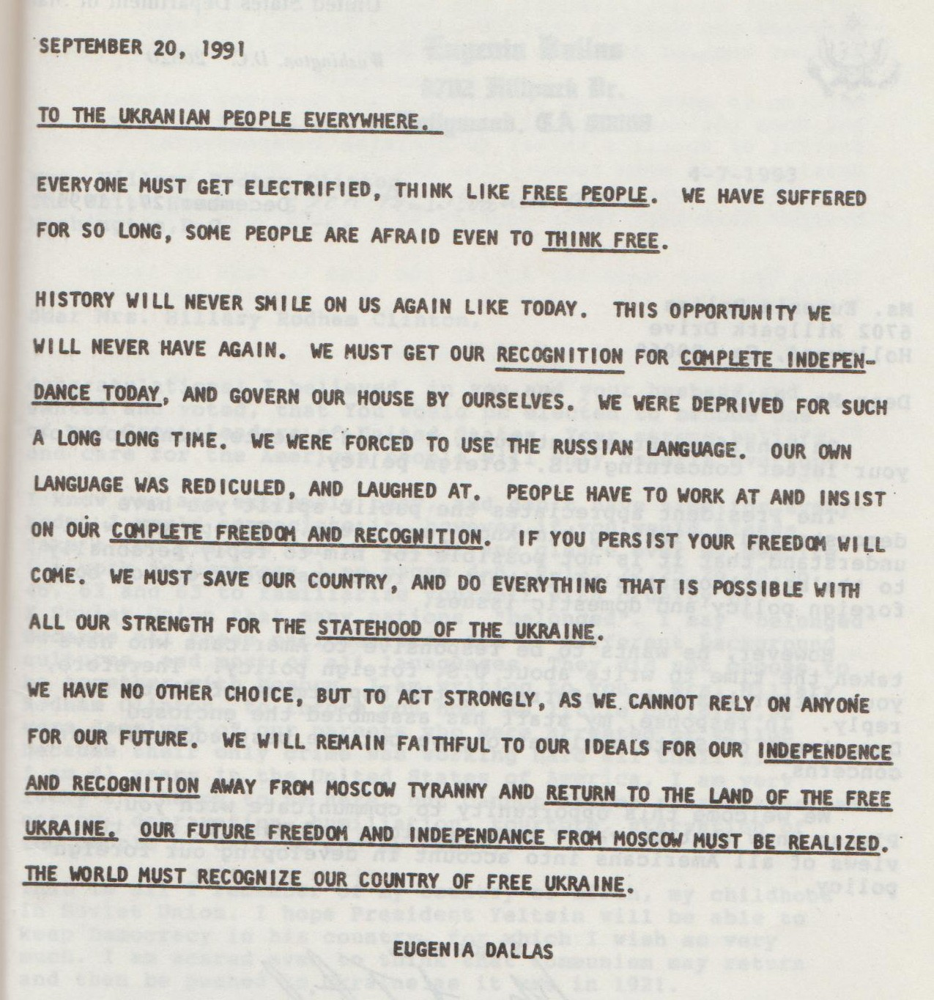 SEPTEMBER 20, 1991
TO THE UKRANIAN PEOPLE EVERYWHERE.
EVERYONE MUST GET ELECTRIFIED, THINK LIKE FREE PEOPLE. WE HAVE SUFFERED
FOR SO LONG, SOME PEOPLE ARE AFRAID EVEN TO THINK FREE.
HISTORY WILL NEVER SMILE ON US AGAIN LIKE TODAY. THIS OPPORTUNITY WE
WILL NEVER HAVE AGAIN. WE MUST GET OUR RECOGNITION FOR COMPLETE INDEPEN-
DANCE TODAY, AND GOVERN OUR HOUSE BY OURSELVES. WE WERE DEPRIVED FOR SUCH
A LONG LONG TIME. WE WERE FORCED TO USE THE RUSSIAN LANGUAGE. OUR OWN
LANGUAGE WAS REDICULED, AND LAUGHED AT. PEOPLE HAVE TO WORK AT AND INSIST
ON OUR COMPLETE FREEDOM AND RECOGNITION. IF YOU PERSIST YOUR FREEDOM WILL
COME. WE MUST SAVE OUR COUNTRY, AND DO EVERYTHING THAT IS POSSIBLE WITH
ALL OUR STRENGTH FOR THE STATEHOOD OF THE UKRAINE.
WE HAVE NO OTHER CHOICE, BUT TO ACT STRONGLY, AS WE CANNOT RELY ON ANYONE
FOR OUR FUTURE. WE WILL REMAIN FAITHFUL TO OUR IDEALS FOR OUR INDEPENDENCE
AND RECOGNITION AWAY FROM MOSCOW TYRANNY AND RETURN TO THE LAND OF THE FREE
UKRAINE. OUR FUTURE FREEDOM AND INDEPENDANCE FROM MOSCOW MUST BE REALIZED.
THE WORLD MUST RECOGNIZE OUR COUNTRY OF FREE UKRAINE.
EUGENIA DALLAS